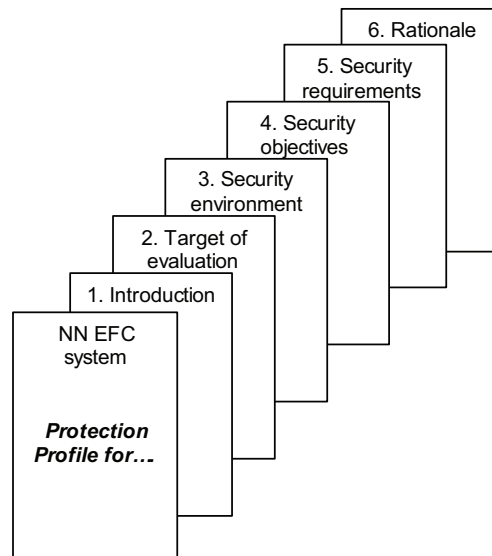 6. Rationale
5. Security
requirements
4. Security
objectives
3. Security
environment
2. Target of
evaluation
1. Introduction
NN EFC
system
Protection
Profile for….